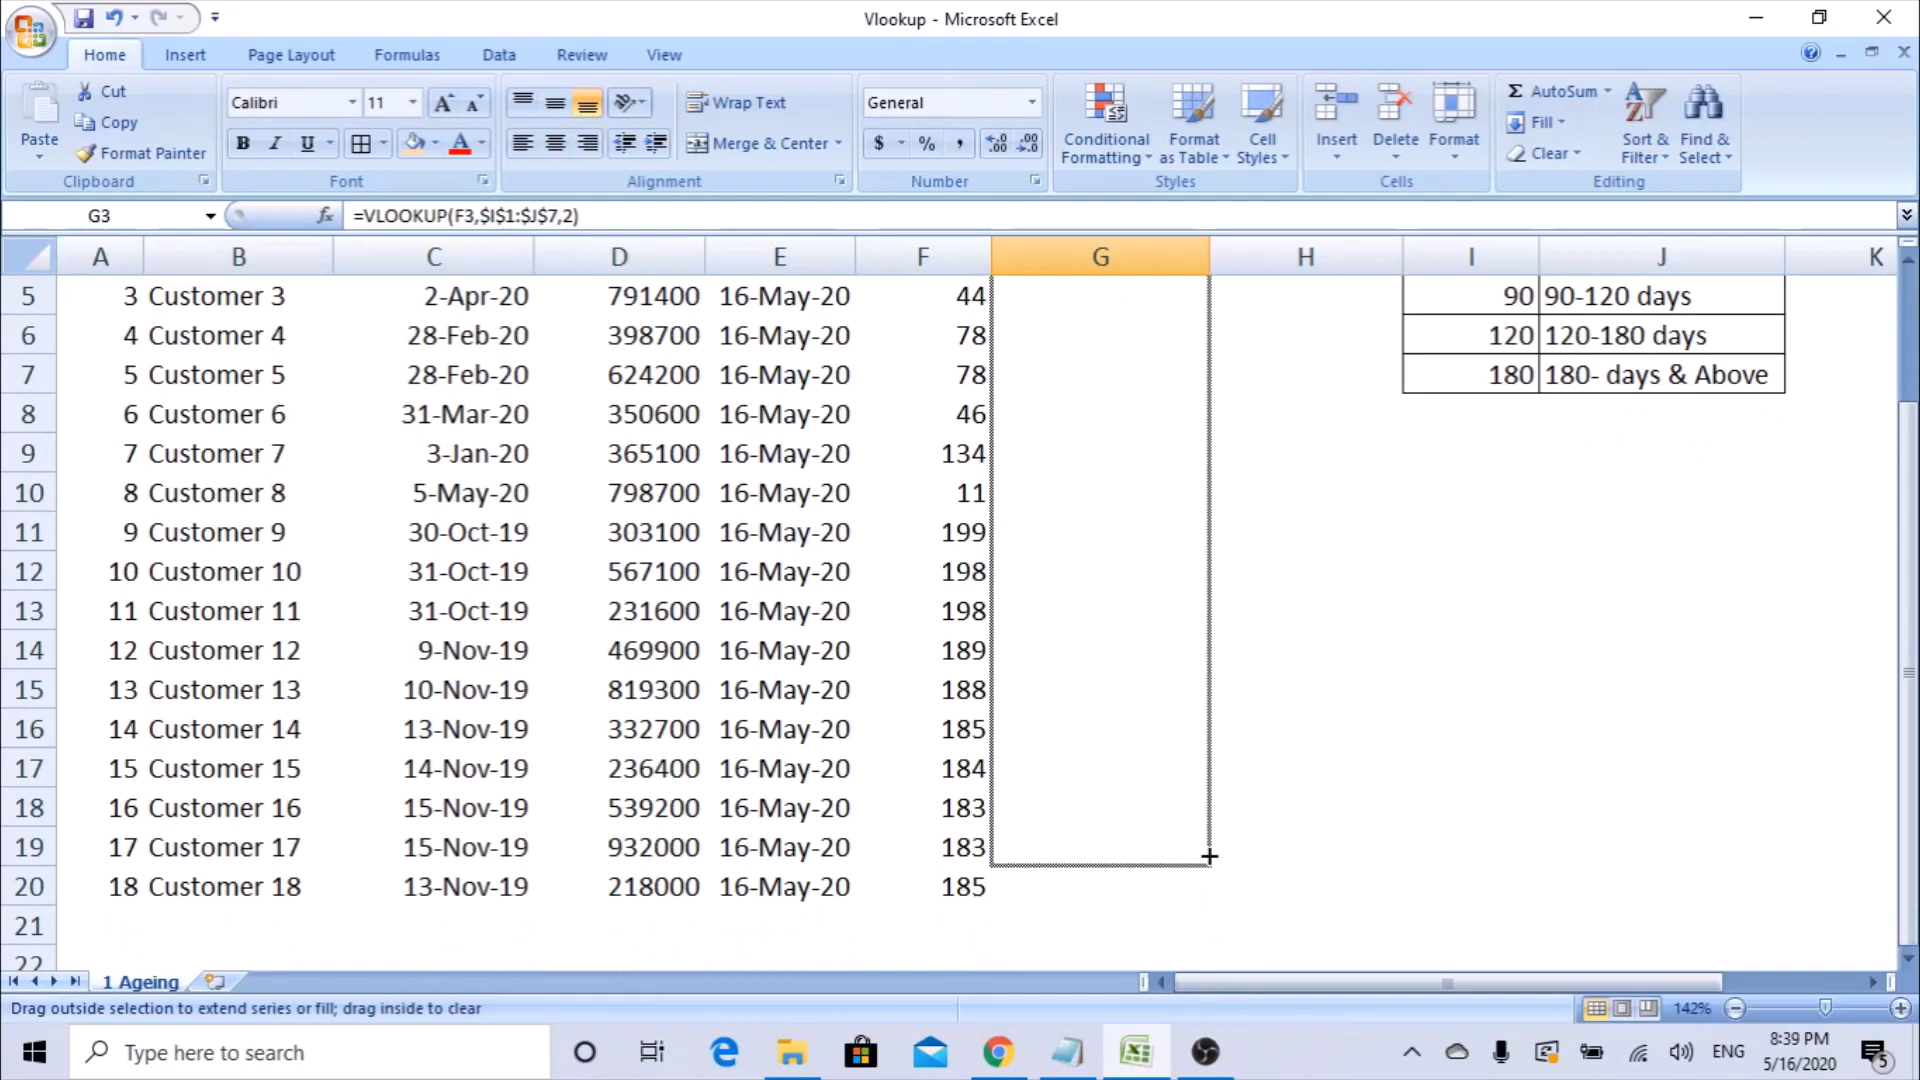 Vlookup - Microsoft Excel
Home Insert Page Layout Formulas Data Review View
Paste
Cut
Copy
Format Painter
Clipboard
Calibri 11
B I U A
Font
Wrap Text
Merge & Center
Alignment
General
$ % ,
Number
Conditional Formatting
Format as Table
Cell Styles
Styles
Insert Delete Format
Cells
Σ AutoSum
Fill
Clear
Sort & Filter
Find & Select
Editing
G3 fx =VLOOKUP(F3,$I$1:$J$7,2)
A B C D E F G H I J K
5 3 Customer 3 2-Apr-20 791400 16-May-20 44 90 90-120 days
6 4 Customer 4 28-Feb-20 398700 16-May-20 78 120 120-180 days
7 5 Customer 5 28-Feb-20 624200 16-May-20 78 180 180- days & Above
8 6 Customer 6 31-Mar-20 350600 16-May-20 46
9 7 Customer 7 3-Jan-20 365100 16-May-20 134
10 8 Customer 8 5-May-20 798700 16-May-20 11
11 9 Customer 9 30-Oct-19 303100 16-May-20 199
12 10 Customer 10 31-Oct-19 567100 16-May-20 198
13 11 Customer 11 31-Oct-19 231600 16-May-20 198
14 12 Customer 12 9-Nov-19 469900 16-May-20 189
15 13 Customer 13 10-Nov-19 819300 16-May-20 188
16 14 Customer 14 13-Nov-19 332700 16-May-20 185
17 15 Customer 15 14-Nov-19 236400 16-May-20 184
18 16 Customer 16 15-Nov-19 539200 16-May-20 183
19 17 Customer 17 15-Nov-19 932000 16-May-20 183
20 18 Customer 18 13-Nov-19 218000 16-May-20 185
21
22
1 Ageing
Drag outside selection to extend series or fill; drag inside to clear 142%
Type here to search
ENG
8:39 PM
5/16/2020
5